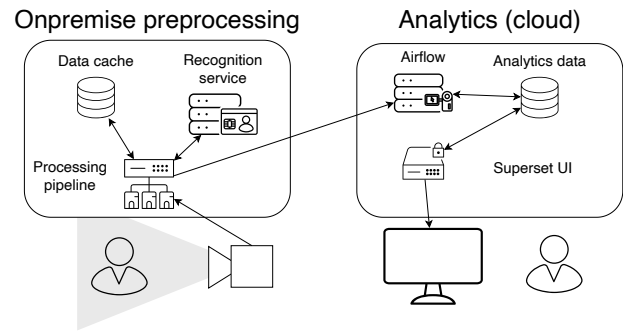 Onpremise preprocessing
Analytics (cloud)
Data cache
Recognition
service
Airflow
Analytics data
Processing
pipeline
Superset UI